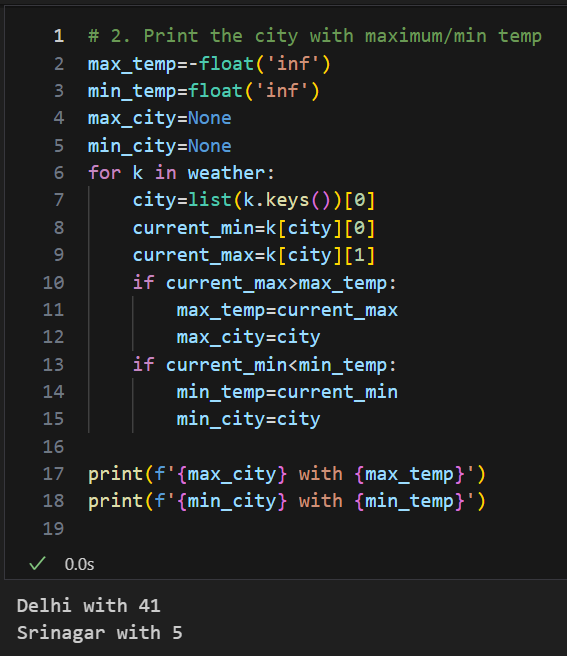 1 # 2. Print the city with maximum/min temp
2 max_temp=-float('inf')
3 min_temp=float('inf')
4 max_city=None
5 min_city=None
6 for k in weather:
7     city=list(k.keys())[0]
8     current_min=k[city][0]
9     current_max=k[city][1]
10     if current_max>max_temp:
11         max_temp=current_max
12         max_city=city
13     if current_min<min_temp:
14         min_temp=current_min
15         min_city=city
16
17 print(f'{max_city} with {max_temp}')
18 print(f'{min_city} with {min_temp}')
19
0.0s
Delhi with 41
Srinagar with 5